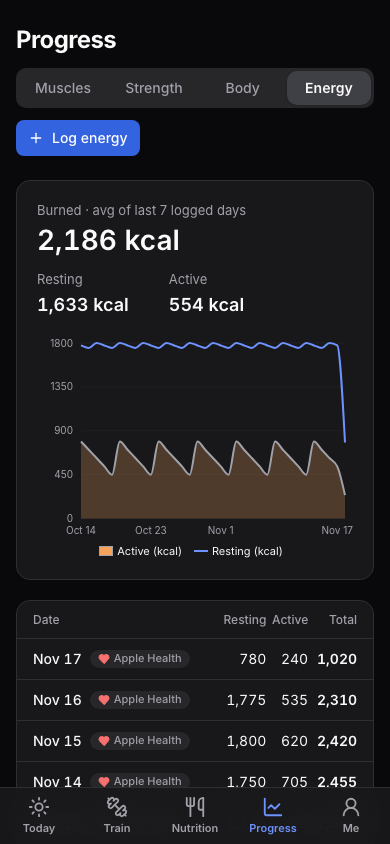 Progress
Muscles Strength Body Energy
+ Log energy
Burned · avg of last 7 logged days
2,186 kcal
Resting Active
1,633 kcal 554 kcal
1800
1350
900
450
0
Oct 14 Oct 23 Nov 1 Nov 17
Active (kcal) Resting (kcal)
Date Resting Active Total
Nov 17 Apple Health 780 240 1,020
Nov 16 Apple Health 1,775 535 2,310
Nov 15 Apple Health 1,800 620 2,420
Nov 14 Apple Health 1,750 705 2,455
Today Train Nutrition Progress Me